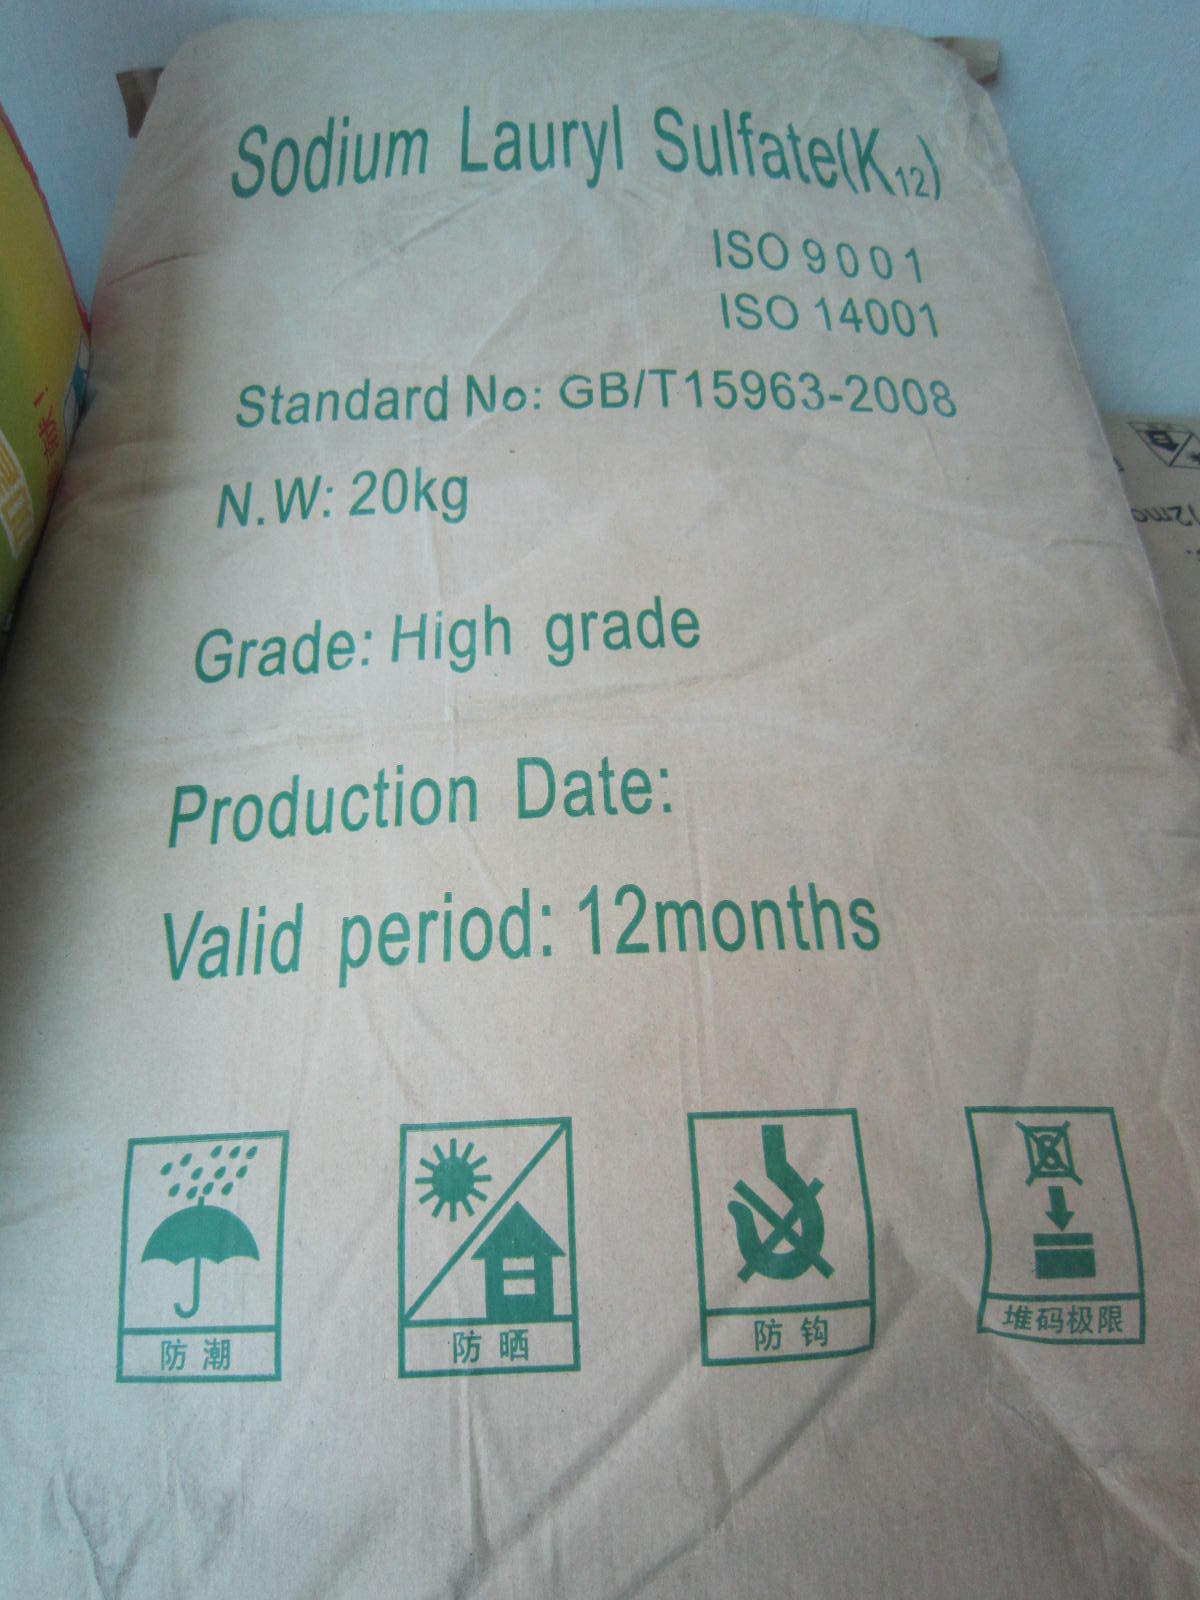 Sodium Lauryl Sulfate(K12)
ISO 9001
ISO 14001
Standard No: GB/T15963-2008
N.W: 20kg
Grade: High grade
Production Date:
Valid period: 12months
防潮
防晒
防钩
堆码极限
12mo